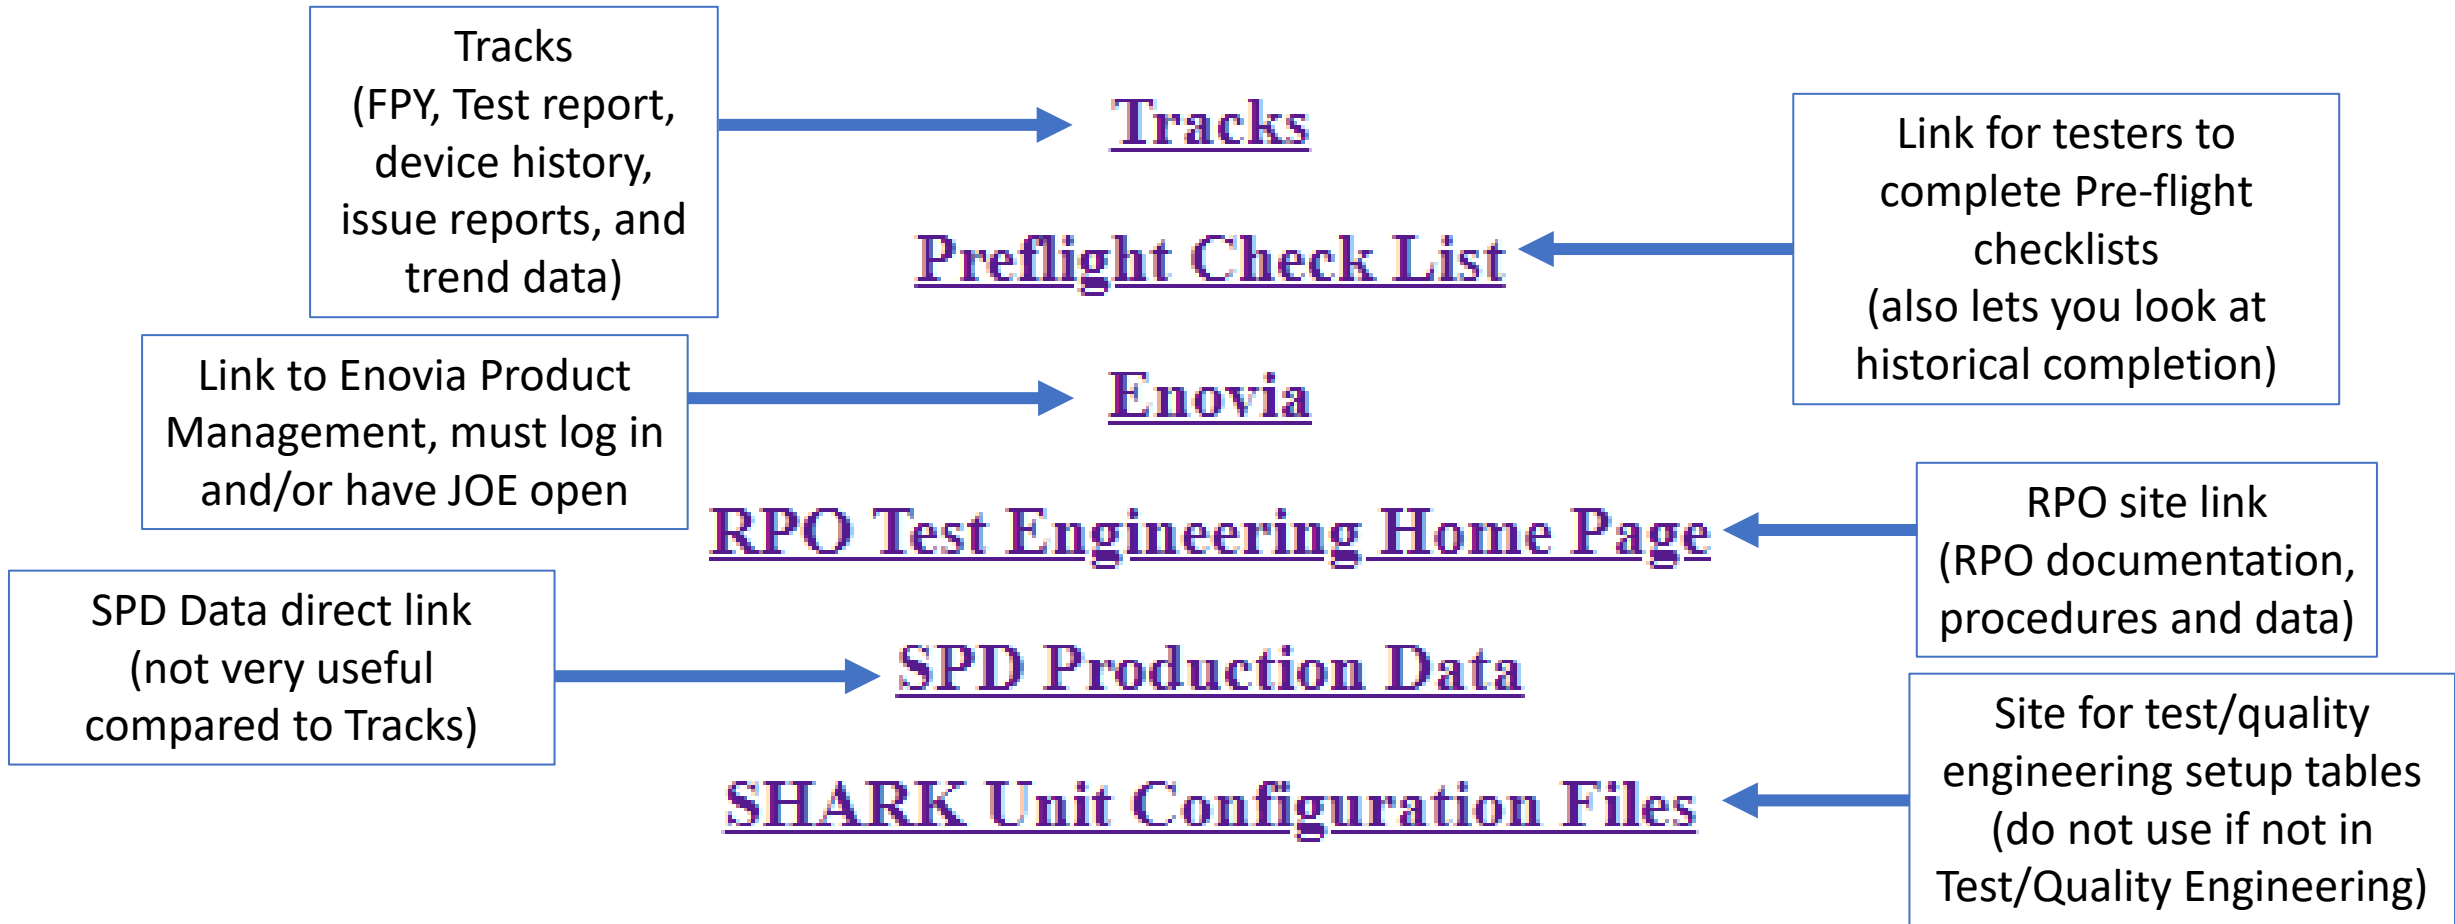 Tracks
(FPY, Test report,
device history,
issue reports, and
trend data)
Tracks
Link for testers to
complete Pre-flight
checklists
(also lets you look at
historical completion)
Preflight Check List
Link to Enovia Product
Management, must log in
and/or have JOE open
Enovia
RPO Test Engineering Home Page
RPO site link
(RPO documentation,
procedures and data)
SPD Data direct link
(not very useful
compared to Tracks)
SPD Production Data
SHARK Unit Configuration Files
Site for test/quality
engineering setup tables
(do not use if not in
Test/Quality Engineering)